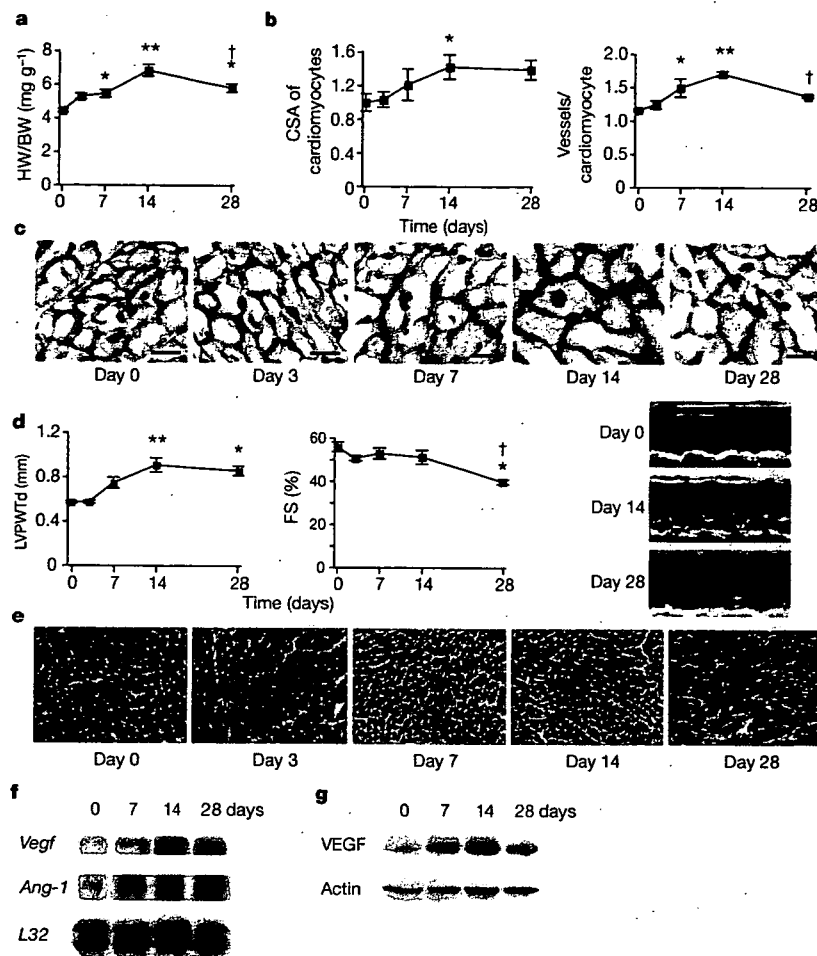 a
HW/BW (mg g⁻¹)
8
6
4
2
0
*
**
†
*
0 7 14 28
b
CSA of
cardiomyocytes
1.6
1.2
0.8
0.4
0
*
0 7 14 28
Vessels/
cardiomyocyte
2.0
1.5
1.0
0.5
0
*
**
†
0 7 14 28
Time (days)
c
Day 0 Day 3 Day 7 Day 14 Day 28
d
LVPWTd (mm)
1.2
0.8
0.4
0
**
*
0 7 14 28
FS (%)
60
40
20
0
†
*
0 7 14 28
Time (days)
Day 0
Day 14
Day 28
e
Day 0 Day 3 Day 7 Day 14 Day 28
f
0 7 14 28 days
Vegf
Ang-1
L32
g
0 7 14 28 days
VEGF
Actin